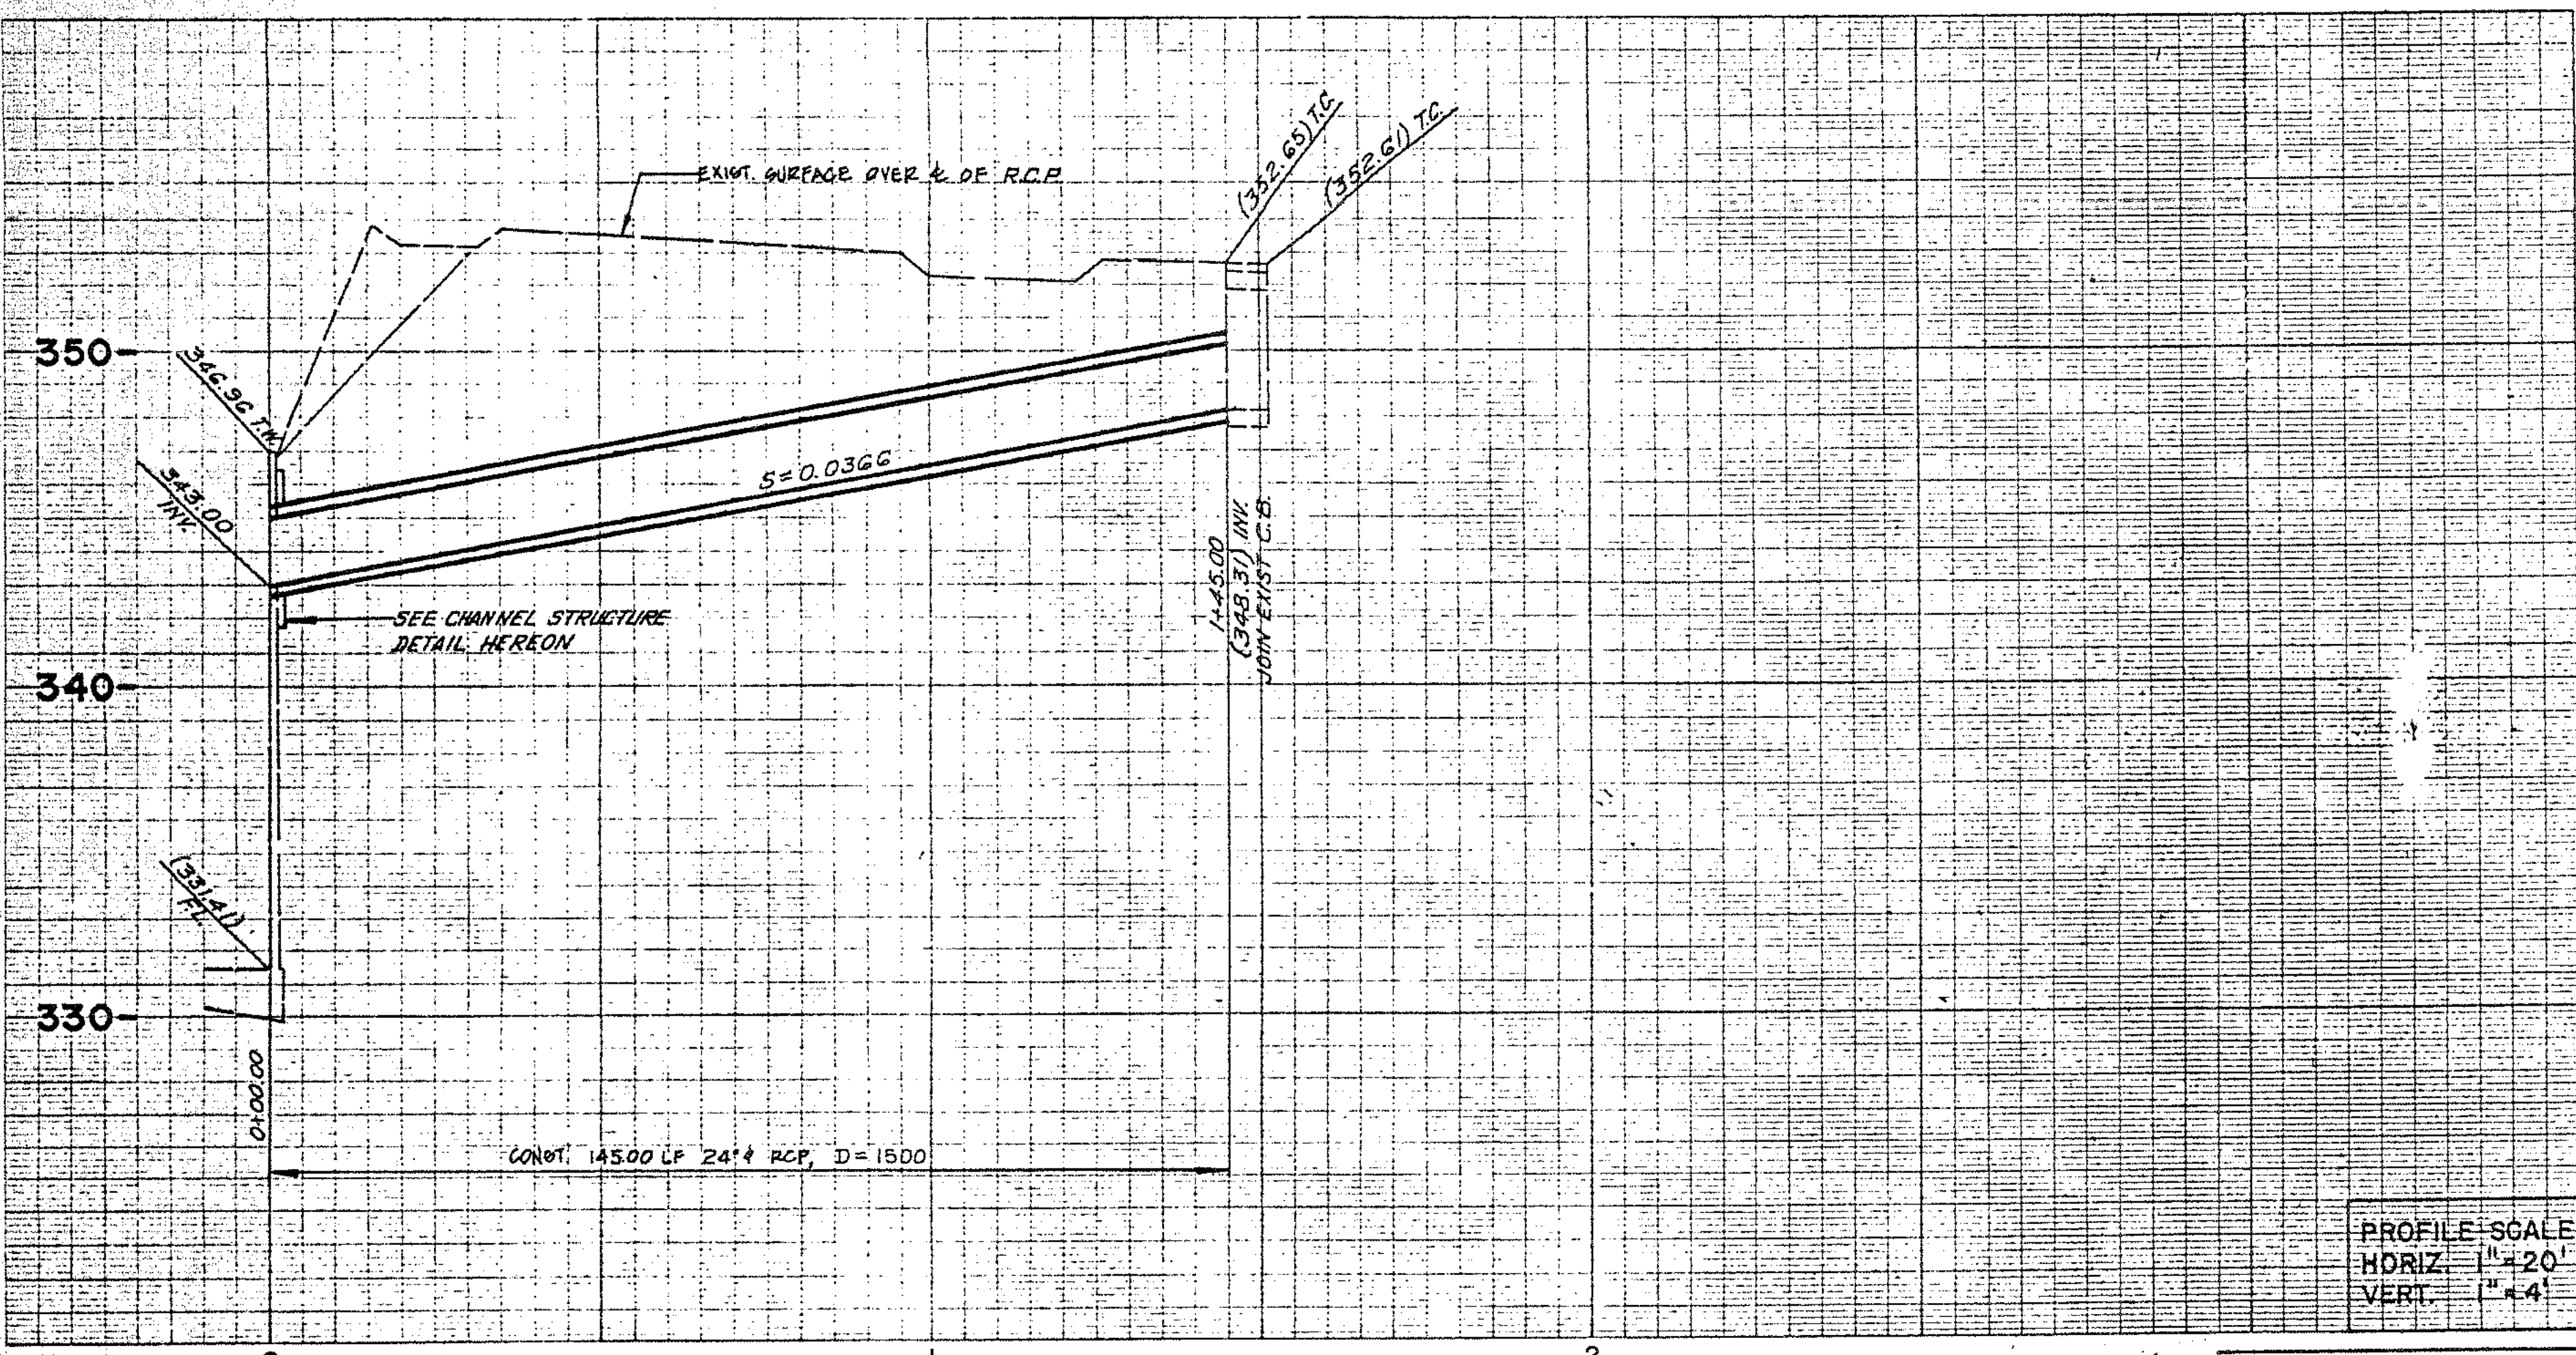 EXIST. SURFACE OVER ℄ OF R.C.P.
(352.65) T.C.
(352.61) T.C.
350
346.96 T.W.
343.00
INV.
S=0.0366
SEE CHANNEL STRUCTURE
DETAIL HEREON
1+45.00
(348.31) INV.
JOIN EXIST C.B.
340
(331.41)
F.L.
330
0+00.00
CONST. 145.00 LF 24"ϕ RCP, D=1500
PROFILE SCALE
HORIZ. 1"=20'
VERT. 1"=4'